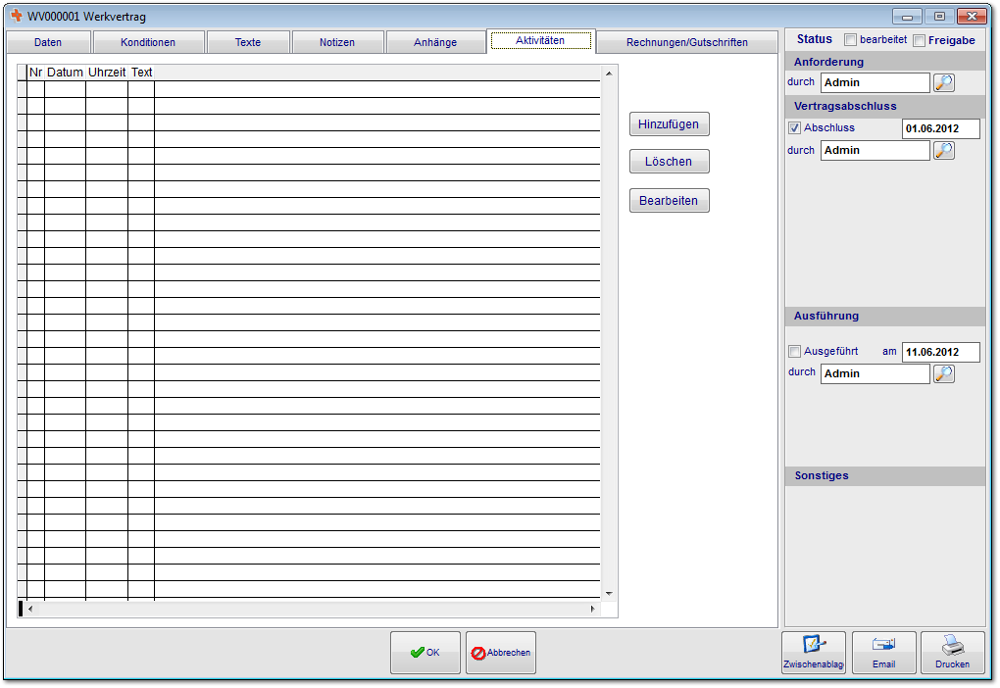 WV000001 Werkvertrag
Daten Konditionen Texte Notizen Anhänge Aktivitäten Rechnungen/Gutschriften
Status bearbeitet Freigabe
Anforderung
durch Admin
Vertragsabschluss
Abschluss 01.06.2012
durch Admin
Nr Datum Uhrzeit Text
Hinzufügen
Löschen
Bearbeiten
Ausführung
Ausgeführt am 11.06.2012
durch Admin
Sonstiges
OK Abbrechen Zwischenablag Email Drucken